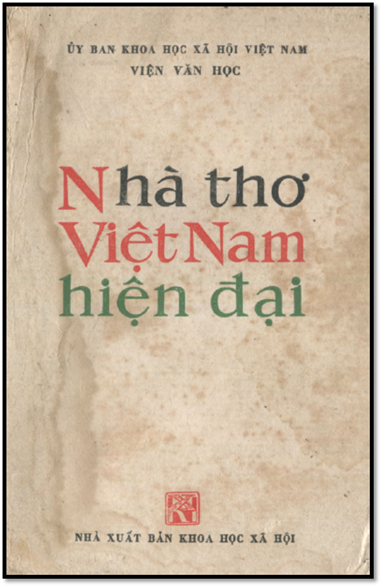 ỦY BAN KHOA HỌC XÃ HỘI VIỆT NAM
VIỆN VĂN HỌC
Nhà thơ
Việt Nam
hiện đại
NHÀ XUẤT BẢN KHOA HỌC XÃ HỘI